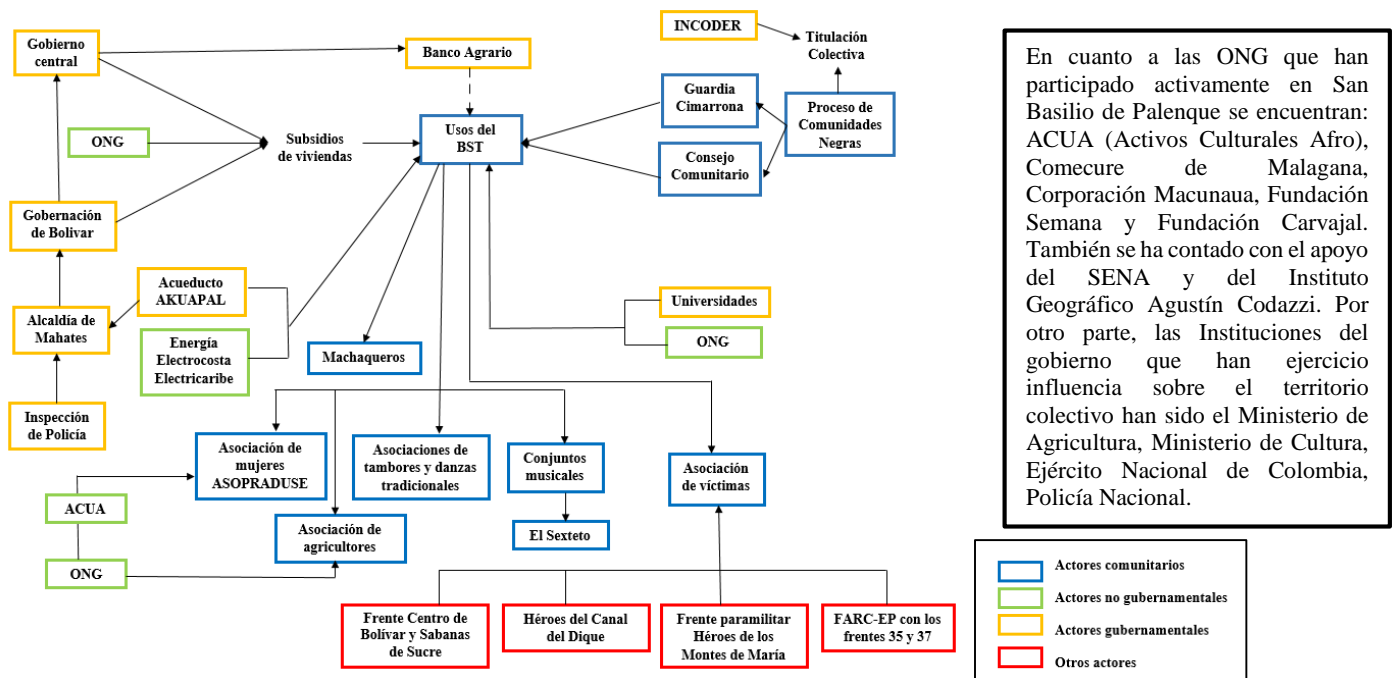 Gobierno
central
Banco Agrario
INCODER
Titulación
Colectiva
ONG
Subsidios
de viviendas
Usos del
BST
Guardia
Cimarrona
Consejo
Comunitario
Proceso de
Comunidades
Negras
Gobernación
de Bolívar
Acueducto
AKUAPAL
Alcaldía de
Mahates
Energía
Electrocosta
Electricaribe
Inspección
de Policía
Machaqueros
Universidades
ONG
Asociación de
mujeres
ASOPRADUSE
Asociaciones de
tambores y danzas
tradicionales
Conjuntos
musicales
Asociación
de víctimas
ACUA
ONG
Asociación de
agricultores
El Sexteto
Frente Centro de
Bolívar y Sabanas
de Sucre
Héroes del Canal
del Dique
Frente paramilitar
Héroes de los
Montes de María
FARC-EP con los
frentes 35 y 37
En cuanto a las ONG que han
participado activamente en San
Basilio de Palenque se encuentran:
ACUA (Activos Culturales Afro),
Comecure de Malagana,
Corporación Macunaua, Fundación
Semana y Fundación Carvajal.
También se ha contado con el apoyo
del SENA y del Instituto
Geográfico Agustín Codazzi. Por
otro parte, las Instituciones del
gobierno que han ejercicio
influencia sobre el territorio
colectivo han sido el Ministerio de
Agricultura, Ministerio de Cultura,
Ejército Nacional de Colombia,
Policía Nacional.
Actores comunitarios
Actores no gubernamentales
Actores gubernamentales
Otros actores